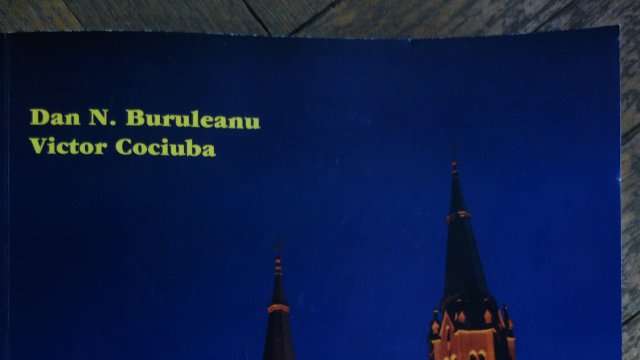 Dan N. Buruleanu
Victor Cociuba